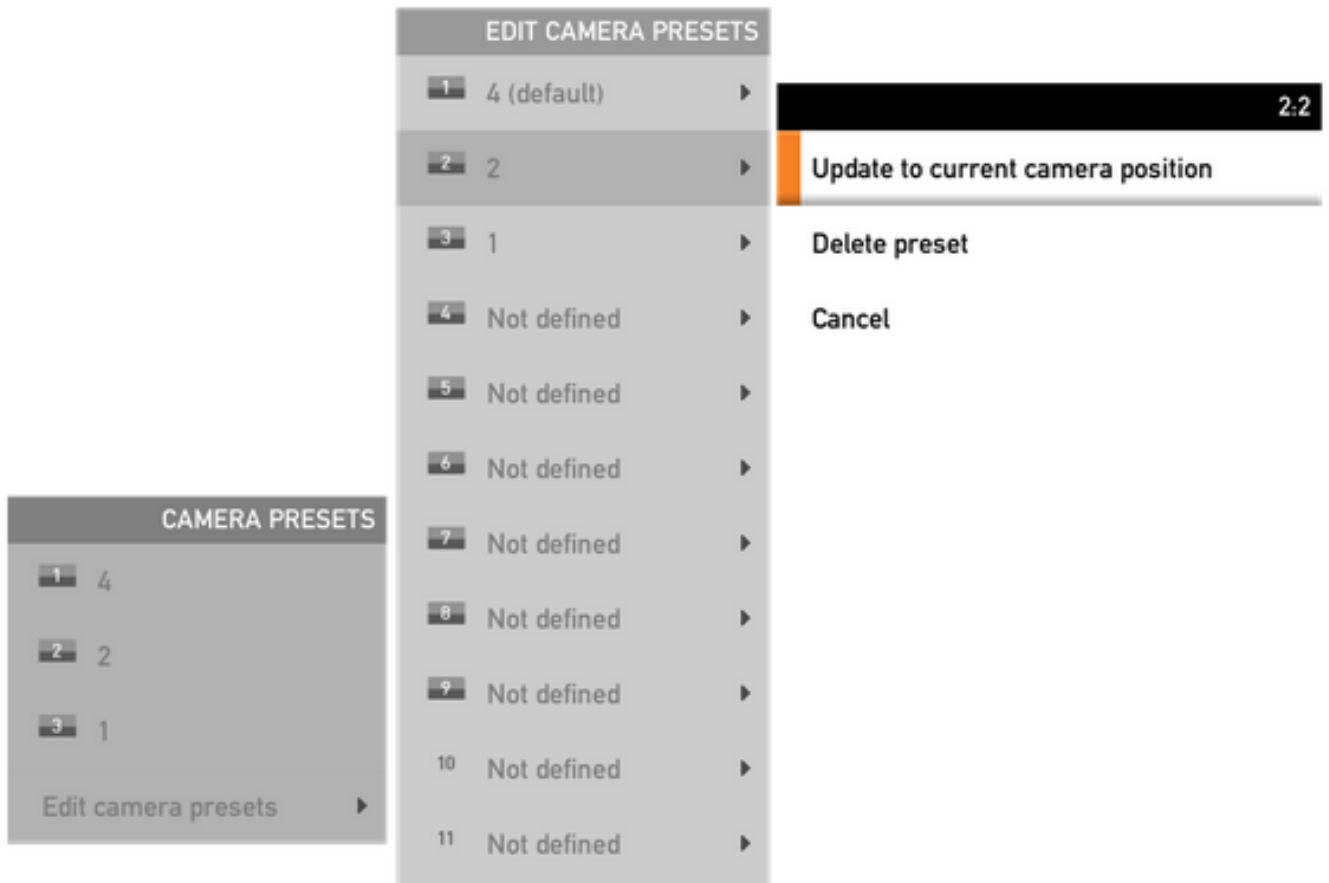 CAMERA PRESETS
1 4
2 2
3 1
Edit camera presets
EDIT CAMERA PRESETS
1 4 (default)
2 2
3 1
4 Not defined
5 Not defined
6 Not defined
7 Not defined
8 Not defined
9 Not defined
10 Not defined
11 Not defined
2:2
Update to current camera position
Delete preset
Cancel